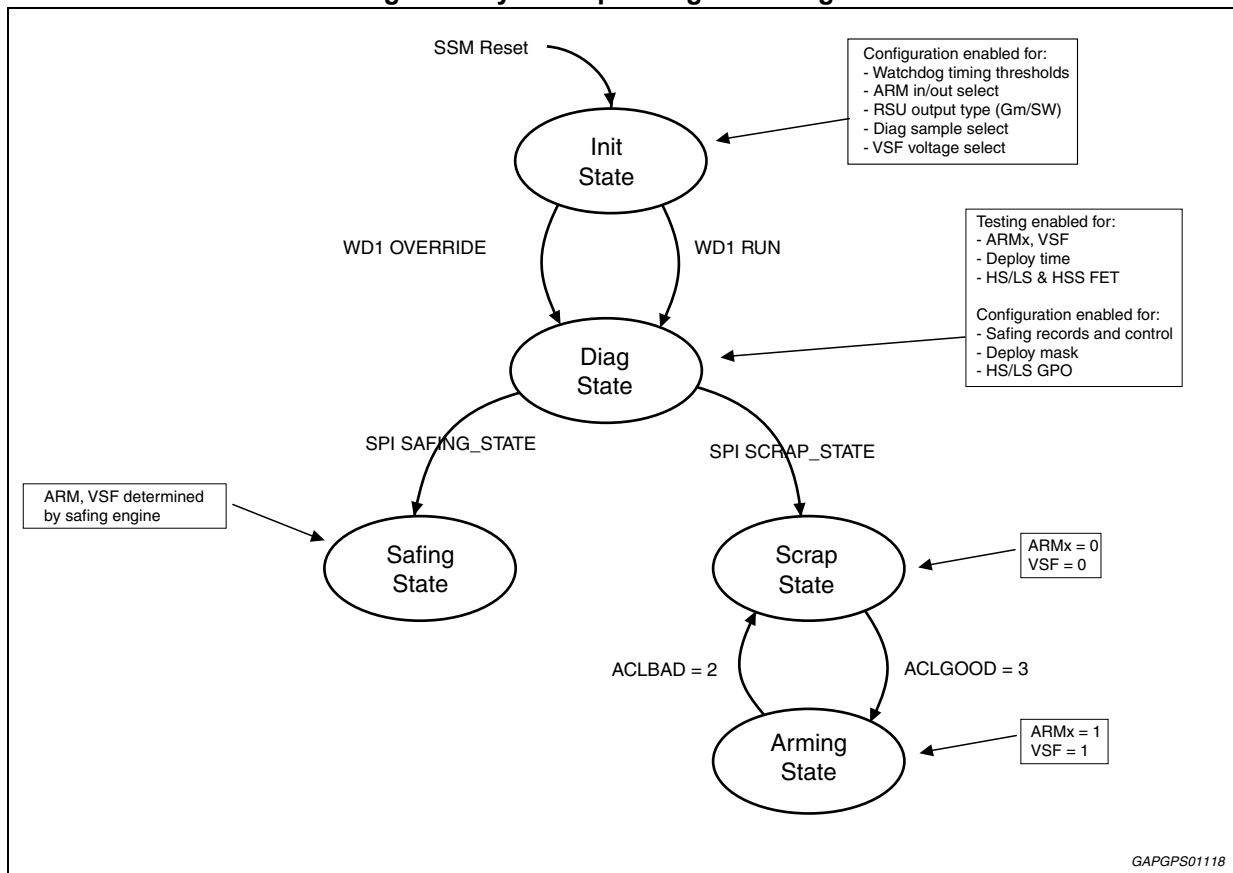 SSM Reset
Configuration enabled for:
- Watchdog timing thresholds
- ARM in/out select
- RSU output type (Gm/SW)
- Diag sample select
- VSF voltage select
Init
State
WD1 OVERRIDE
WD1 RUN
Testing enabled for:
- ARMx, VSF
- Deploy time
- HS/LS & HSS FET
Configuration enabled for:
- Safing records and control
- Deploy mask
- HS/LS GPO
Diag
State
SPI SAFING_STATE
SPI SCRAP_STATE
ARM, VSF determined
by safing engine
Safing
State
Scrap
State
ARMx = 0
VSF = 0
ACLBAD = 2
ACLGOOD = 3
Arming
State
ARMx = 1
VSF = 1
GAPGPS01118